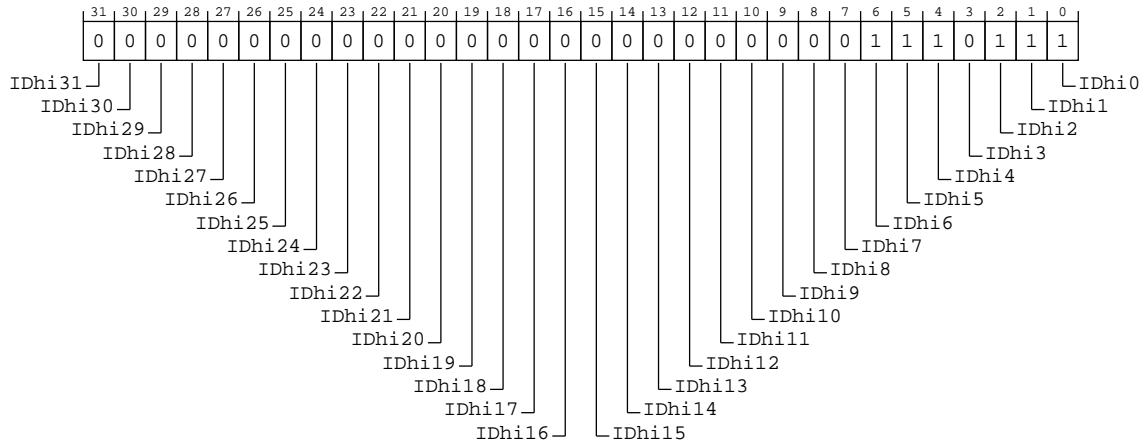 31 30 29 28 27 26 25 24 23 22 21 20 19 18 17 16 15 14 13 12 11 10 9 8 7 6 5 4 3 2 1 0
0 0 0 0 0 0 0 0 0 0 0 0 0 0 0 0 0 0 0 0 0 0 0 0 0 1 1 1 0 1 1 1
IDhi31 IDhi0
IDhi30 IDhi1
IDhi29 IDhi2
IDhi28 IDhi3
IDhi27 IDhi4
IDhi26 IDhi5
IDhi25 IDhi6
IDhi24 IDhi7
IDhi23 IDhi8
IDhi22 IDhi9
IDhi21 IDhi10
IDhi20 IDhi11
IDhi19 IDhi12
IDhi18 IDhi13
IDhi17 IDhi14
IDhi16 IDhi15